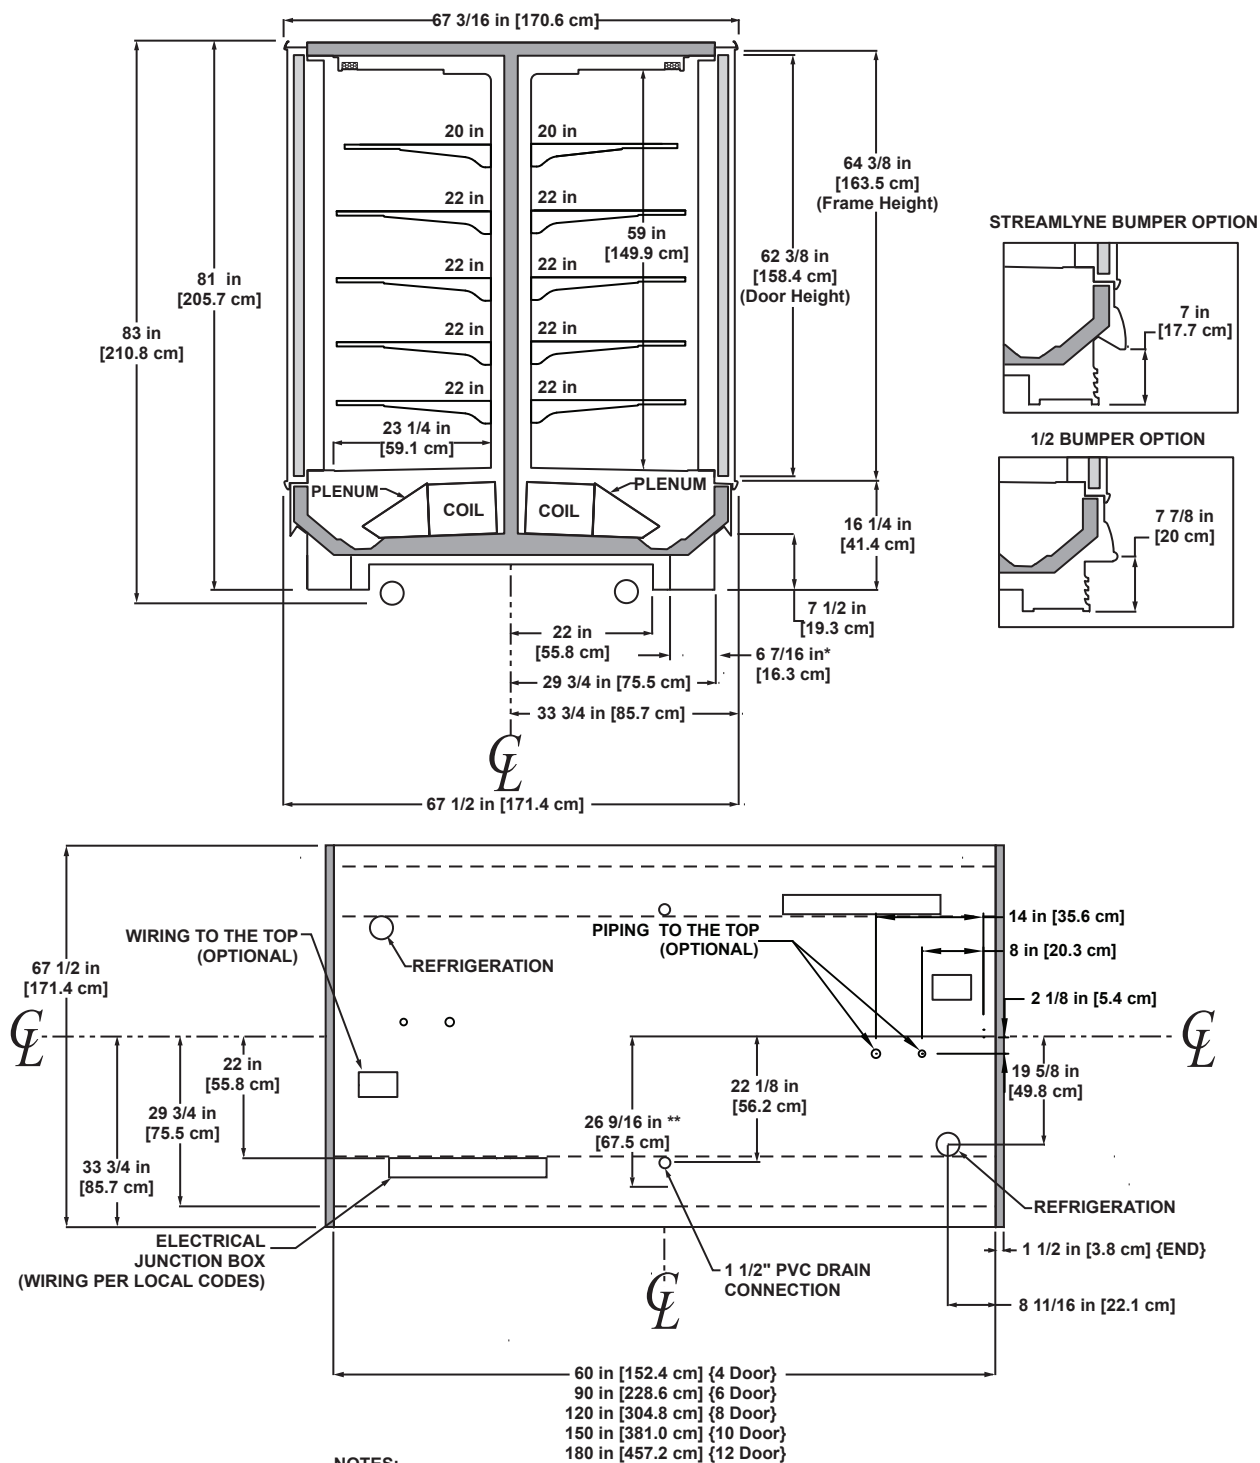 67 3/16 in [170.6 cm]
20 in
20 in
22 in
22 in
22 in
22 in
22 in
22 in
22 in
22 in
59 in
[149.9 cm]
64 3/8 in
[163.5 cm]
(Frame Height)
62 3/8 in
[158.4 cm]
(Door Height)
81 in
[205.7 cm]
83 in
[210.8 cm]
23 1/4 in
[59.1 cm]
PLENUM
COIL
COIL
PLENUM
16 1/4 in
[41.4 cm]
7 1/2 in
[19.3 cm]
22 in
[55.8 cm]
6 7/16 in*
[16.3 cm]
29 3/4 in [75.5 cm]
33 3/4 in [85.7 cm]
CL
67 1/2 in [171.4 cm]
STREAMLYNE BUMPER OPTION
7 in
[17.7 cm]
1/2 BUMPER OPTION
7 7/8 in
[20 cm]
WIRING TO THE TOP
(OPTIONAL)
REFRIGERATION
PIPING TO THE TOP
(OPTIONAL)
14 in [35.6 cm]
8 in [20.3 cm]
2 1/8 in [5.4 cm]
67 1/2 in
[171.4 cm]
CL
CL
22 in
[55.8 cm]
29 3/4 in
[75.5 cm]
33 3/4 in
[85.7 cm]
22 1/8 in
[56.2 cm]
26 9/16 in **
[67.5 cm]
19 5/8 in
[49.8 cm]
REFRIGERATION
ELECTRICAL
JUNCTION BOX
(WIRING PER LOCAL CODES)
1 1/2" PVC DRAIN
CONNECTION
CL
1 1/2 in [3.8 cm] {END}
8 11/16 in [22.1 cm]
60 in [152.4 cm] {4 Door}
90 in [228.6 cm] {6 Door}
120 in [304.8 cm] {8 Door}
150 in [381.0 cm] {10 Door}
180 in [457.2 cm] {12 Door}
NOTES: